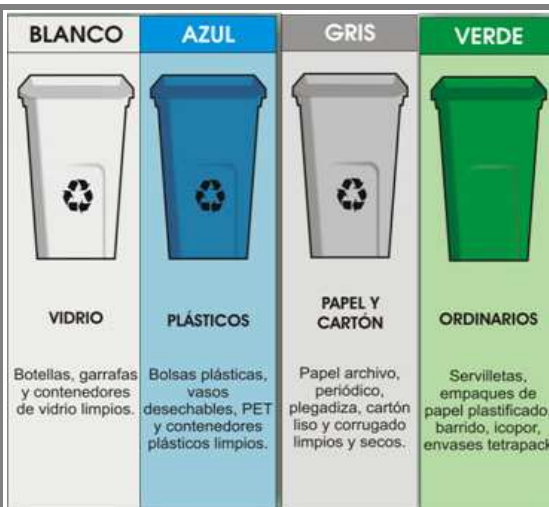 BLANCO
VIDRIO
Botellas, garrafas
y contenedores
de vidrio limpios.
AZUL
PLÁSTICOS
Bolsas plásticas,
vasos
desechables, PET
y contenedores
plásticos limpios.
GRIS
PAPEL Y
CARTÓN
Papel archivo,
periódico,
plegadiza, cartón
liso y corrugado
limpios y secos.
VERDE
ORDINARIOS
Servilletas,
empaques de
papel plastificado,
barrido, icopor,
envases tetrapack